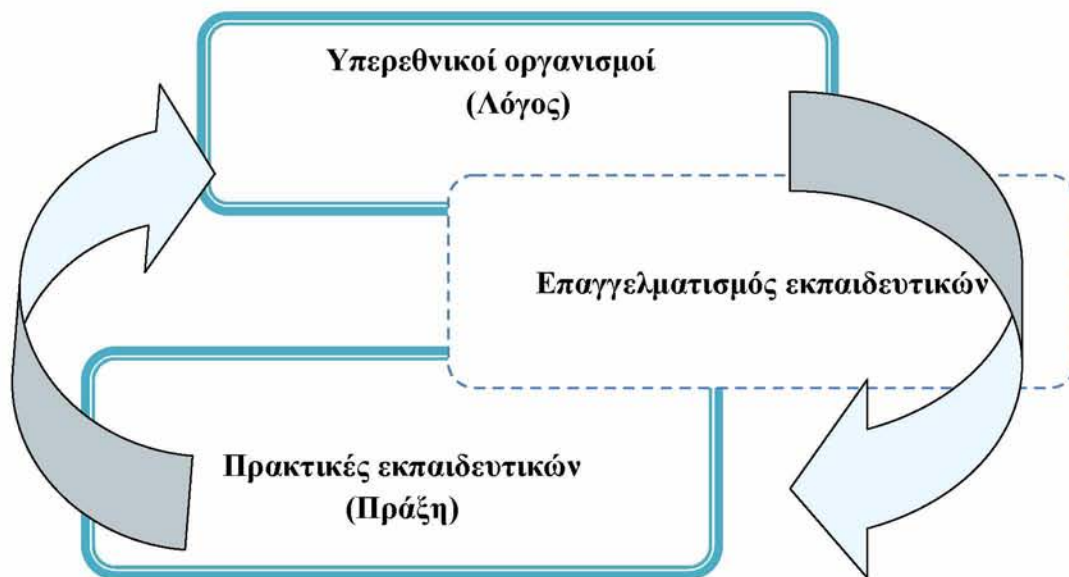 Υπερεθνικοί οργανισμοί
(Λόγος)
Επαγγελματισμός εκπαιδευτικών
Πρακτικές εκπαιδευτικών
(Πράξη)